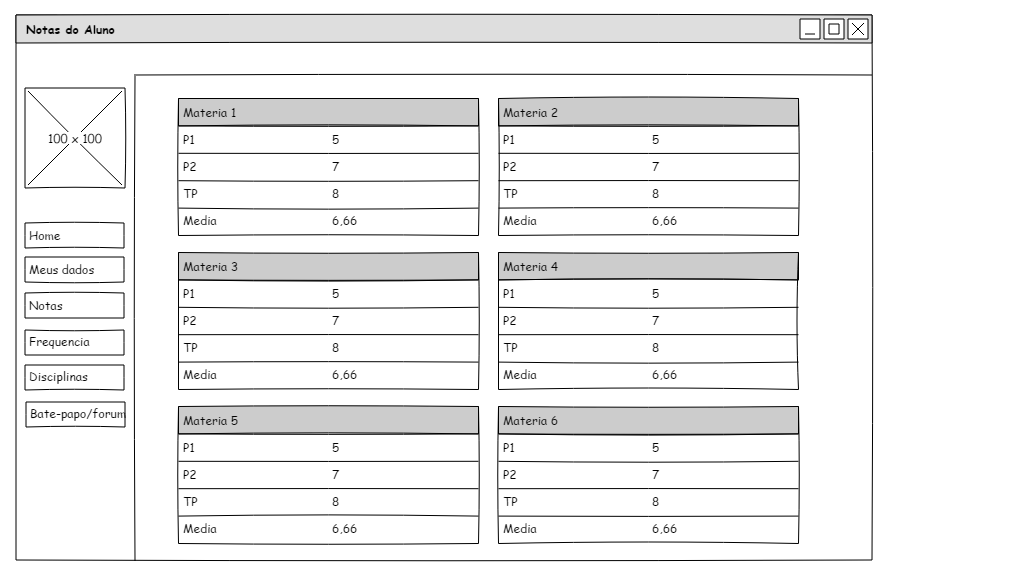 Notas do Aluno
100 x 100
Home
Meus dados
Notas
Frequencia
Disciplinas
Bate-papo/forum
Materia 1
P1 5
P2 7
TP 8
Media 6,66
Materia 2
P1 5
P2 7
TP 8
Media 6,66
Materia 3
P1 5
P2 7
TP 8
Media 6,66
Materia 4
P1 5
P2 7
TP 8
Media 6,66
Materia 5
P1 5
P2 7
TP 8
Media 6,66
Materia 6
P1 5
P2 7
TP 8
Media 6,66